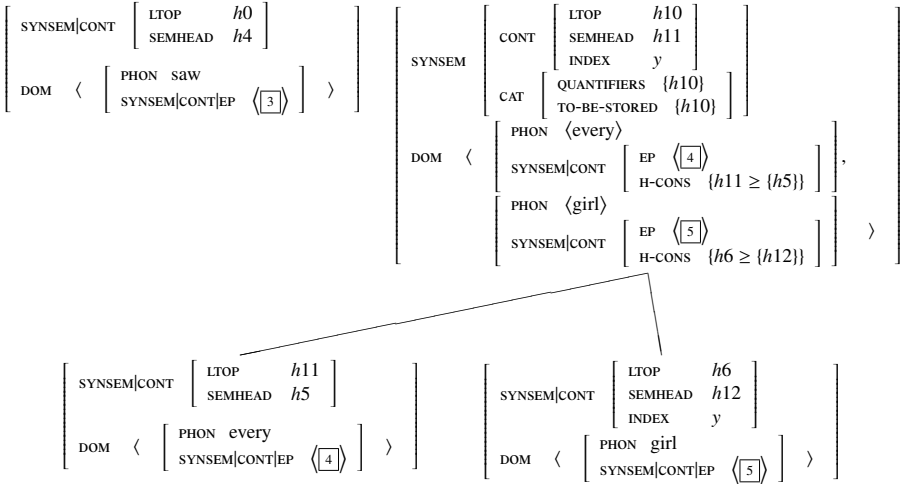 SYNSEM|CONT [ LTOP h0
SEMHEAD h4 ]
DOM ⟨ [ PHON saw
SYNSEM|CONT|EP ⟨ 3 ⟩ ] ⟩
SYNSEM [ CONT [ LTOP h10
SEMHEAD h11
INDEX y ]
CAT [ QUANTIFIERS {h10}
TO-BE-STORED {h10} ] ]
DOM ⟨ [ PHON ⟨every⟩
SYNSEM|CONT [ EP ⟨ 4 ⟩
H-CONS {h11 ≥ {h5}} ] ] ,
[ PHON ⟨girl⟩
SYNSEM|CONT [ EP ⟨ 5 ⟩
H-CONS {h6 ≥ {h12}} ] ] ⟩
SYNSEM|CONT [ LTOP h11
SEMHEAD h5 ]
DOM ⟨ [ PHON every
SYNSEM|CONT|EP ⟨ 4 ⟩ ] ⟩
SYNSEM|CONT [ LTOP h6
SEMHEAD h12
INDEX y ]
DOM ⟨ [ PHON girl
SYNSEM|CONT|EP ⟨ 5 ⟩ ] ⟩